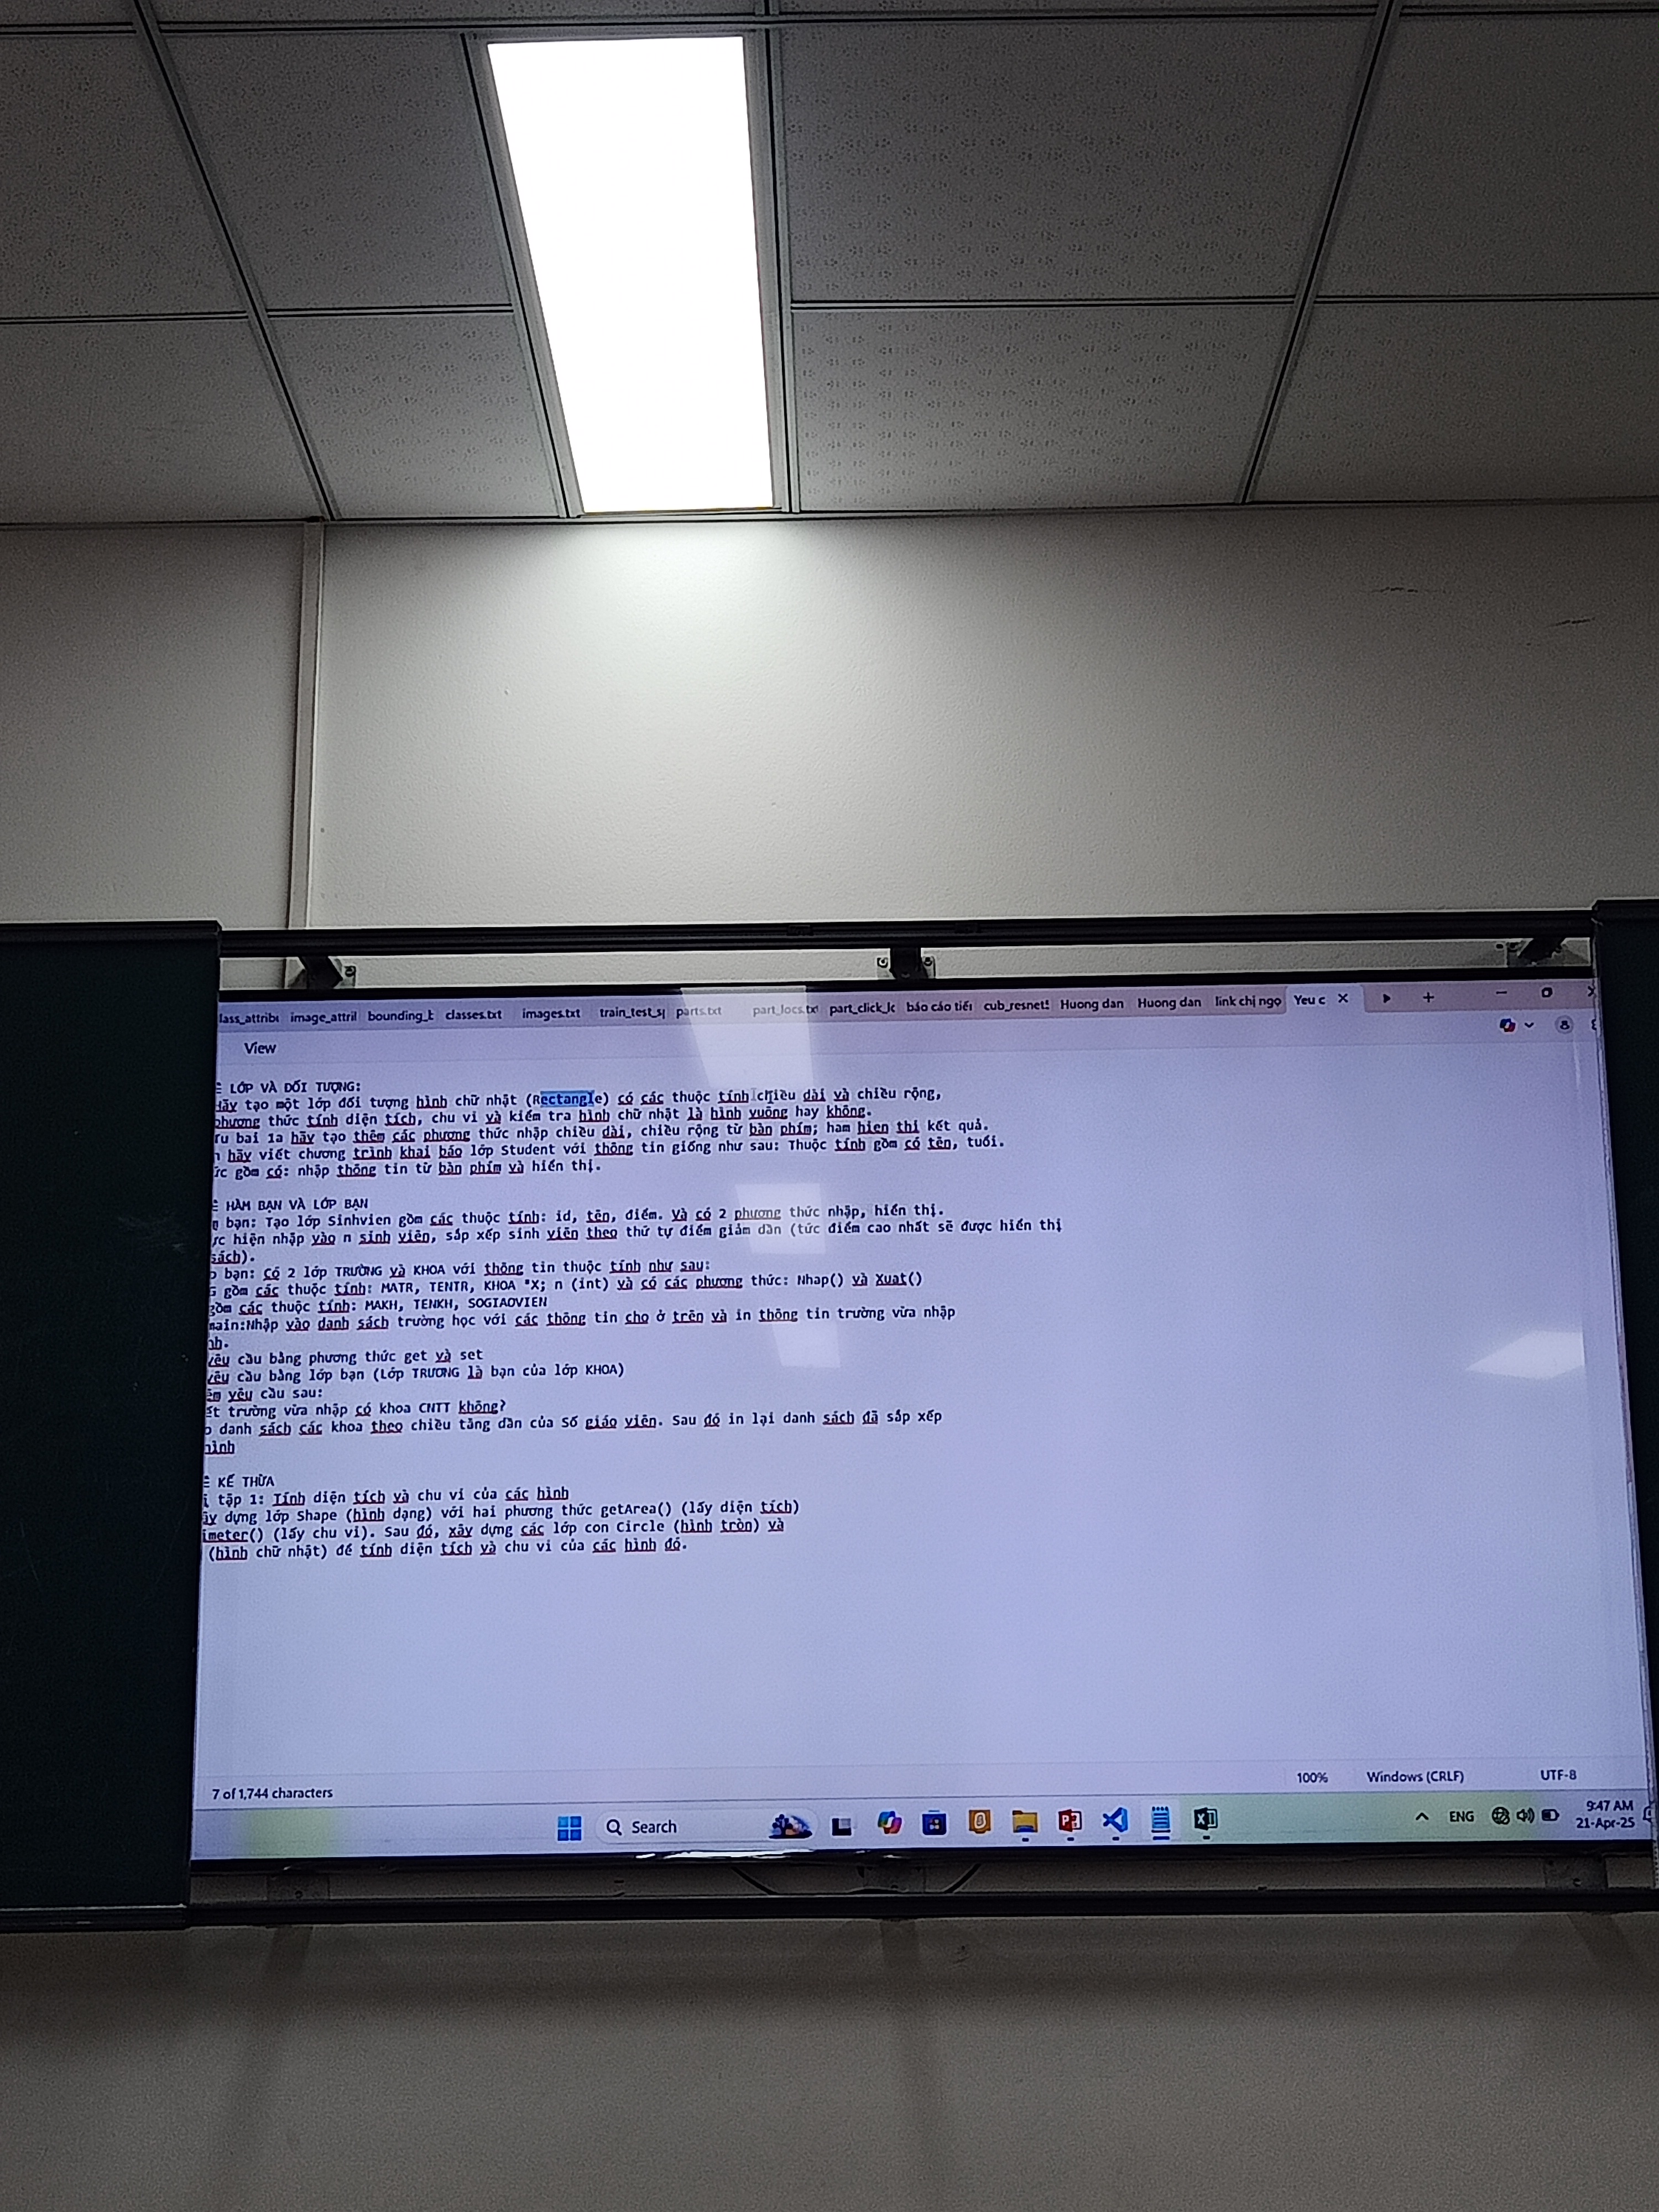 image_attril bounding_b classes.txt images.txt train_test_sp parts.txt part_locs.tx part_click_lc báo cáo tiến cub_resnet5 Huong dan Huong dan link chị ngọ Yeu c
View
LỚP VÀ ĐỐI TƯỢNG:
Hãy tạo một lớp đối tượng hình chữ nhật (Rectangle) có các thuộc tính chiều dài và chiều rộng,
phương thức tính diện tích, chu vi và kiểm tra hình chữ nhật là hình vuông hay không.
bai 1a hãy tạo thêm các phương thức nhập chiều dài, chiều rộng từ bàn phím; ham hien thi kết quả.
hãy viết chương trình khai báo lớp Student với thông tin giống như sau: Thuộc tính gồm có tên, tuổi.
gồm có: nhập thông tin từ bàn phím và hiển thị.
HÀM BẠN VÀ LỚP BẠN
bạn: Tạo lớp Sinhvien gồm các thuộc tính: id, tên, điểm. Và có 2 phương thức nhập, hiển thị.
hiện nhập vào n sinh viên, sắp xếp sinh viên theo thứ tự điểm giảm dần (tức điểm cao nhất sẽ được hiển thị
sách).
bạn: Có 2 lớp TRƯỜNG và KHOA với thông tin thuộc tính như sau:
gồm các thuộc tính: MATR, TENTR, KHOA *X; n (int) và có các phương thức: Nhap() và Xuat()
gồm các thuộc tính: MAKH, TENKH, SOGIAOVIEN
main:Nhập vào danh sách trường học với các thông tin cho ở trên và in thông tin trường vừa nhập
nh.
yêu cầu bằng phương thức get và set
yêu cầu bằng lớp bạn (Lớp TRƯỜNG là bạn của lớp KHOA)
yêu cầu sau:
trường vừa nhập có khoa CNTT không?
danh sách các khoa theo chiều tăng dần của Số giáo viên. Sau đó in lại danh sách đã sắp xếp
hình
KẾ THỪA
tập 1: Tính diện tích và chu vi của các hình
dựng lớp Shape (hình dạng) với hai phương thức getArea() (lấy diện tích)
imeter() (lấy chu vi). Sau đó, xây dựng các lớp con Circle (hình tròn) và
(hình chữ nhật) để tính diện tích và chu vi của các hình đó.
7 of 1,744 characters 100% Windows (CRLF) UTF-8
Search ENG 9:47 AM
21-Apr-25